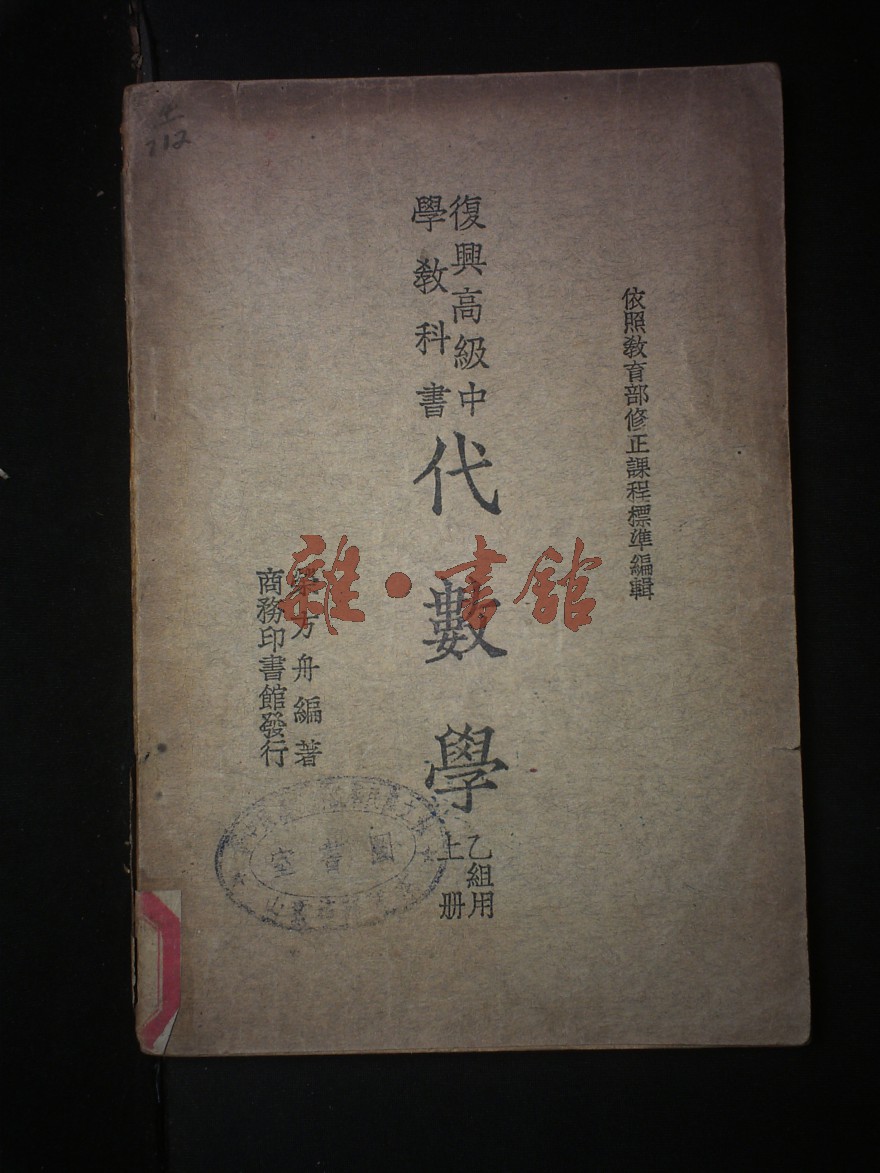 依照教育部修正課程標準編輯
復興高級中
學教科書
代數學
乙組用
上册
方舟編著
商務印書館發行
雜·書館
圖書室
112